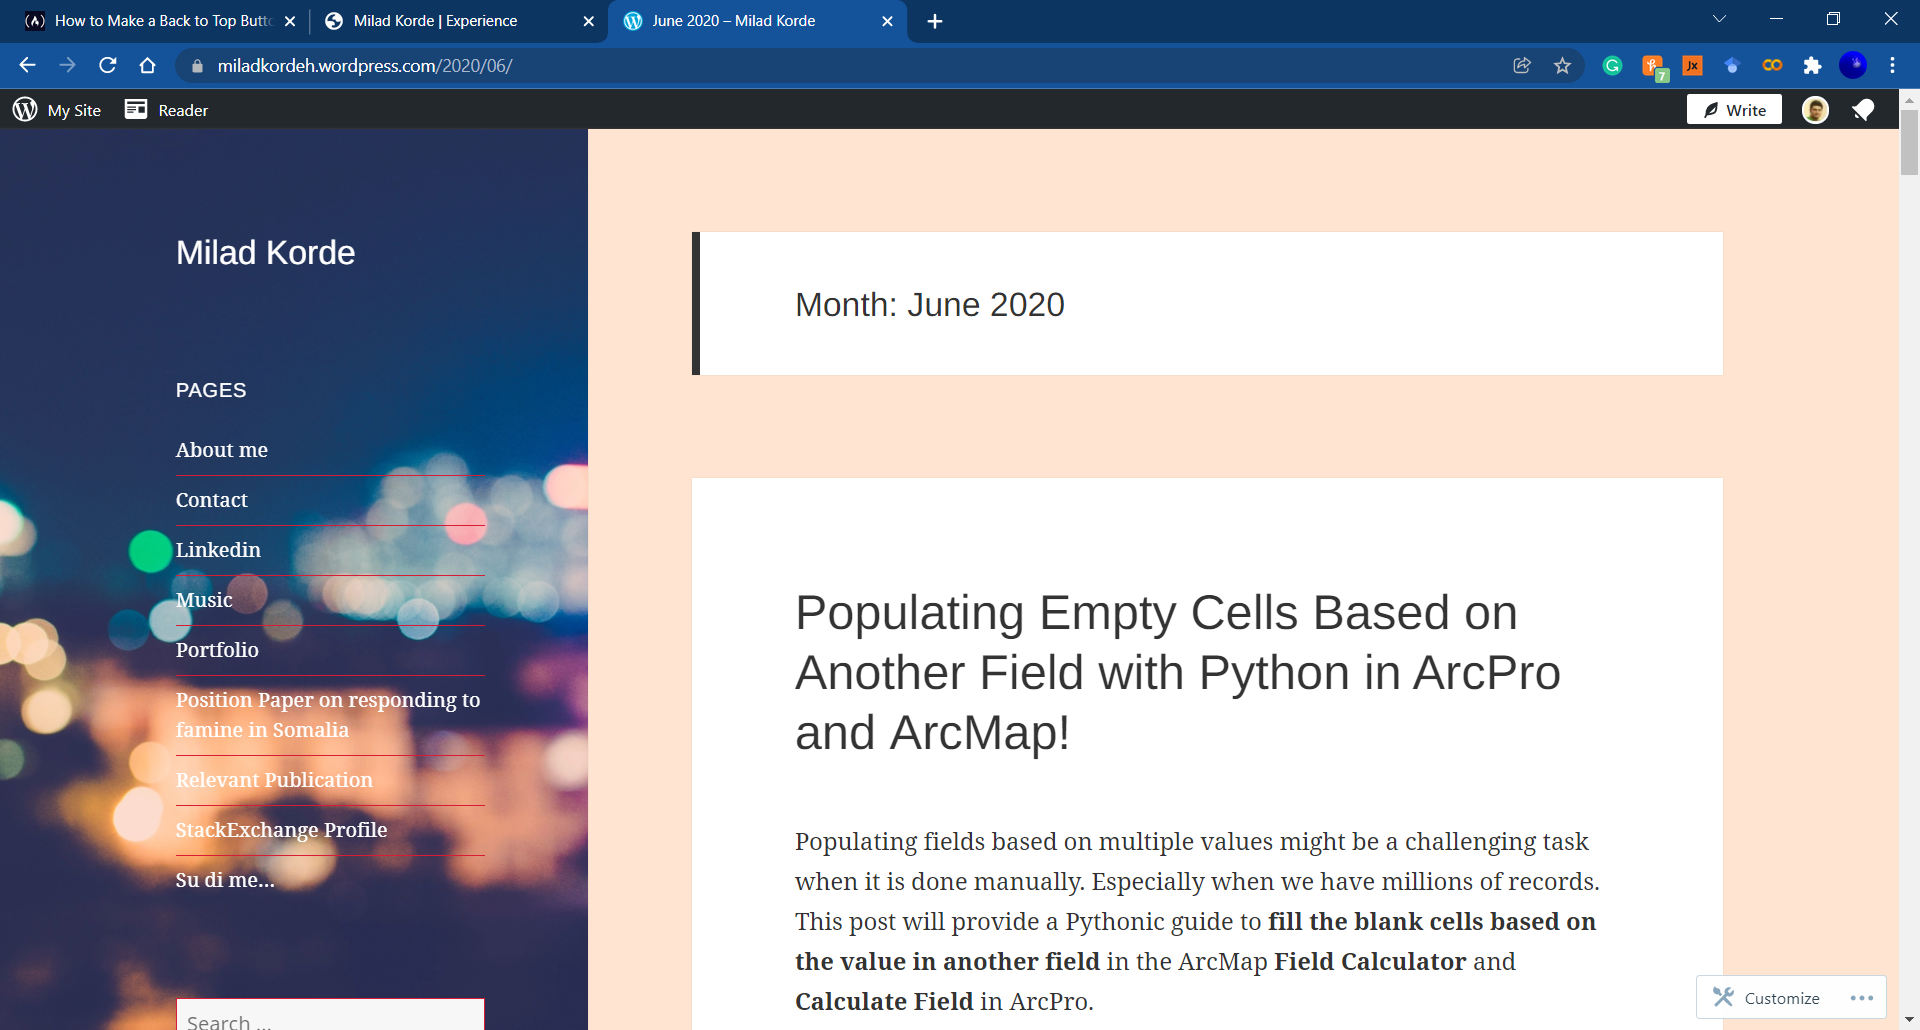 How to Make a Back to Top Butto
Milad Korde | Experience
June 2020 – Milad Korde
miladkordeh.wordpress.com/2020/06/
7
JX
My Site
Reader
Write
Milad Korde
PAGES
About me
Contact
Linkedin
Music
Portfolio
Position Paper on responding to
famine in Somalia
Relevant Publication
StackExchange Profile
Su di me...
Search ...
Month: June 2020
Populating Empty Cells Based on
Another Field with Python in ArcPro
and ArcMap!
Populating fields based on multiple values might be a challenging task
when it is done manually. Especially when we have millions of records.
This post will provide a Pythonic guide to fill the blank cells based on
the value in another field in the ArcMap Field Calculator and
Calculate Field in ArcPro.
Customize